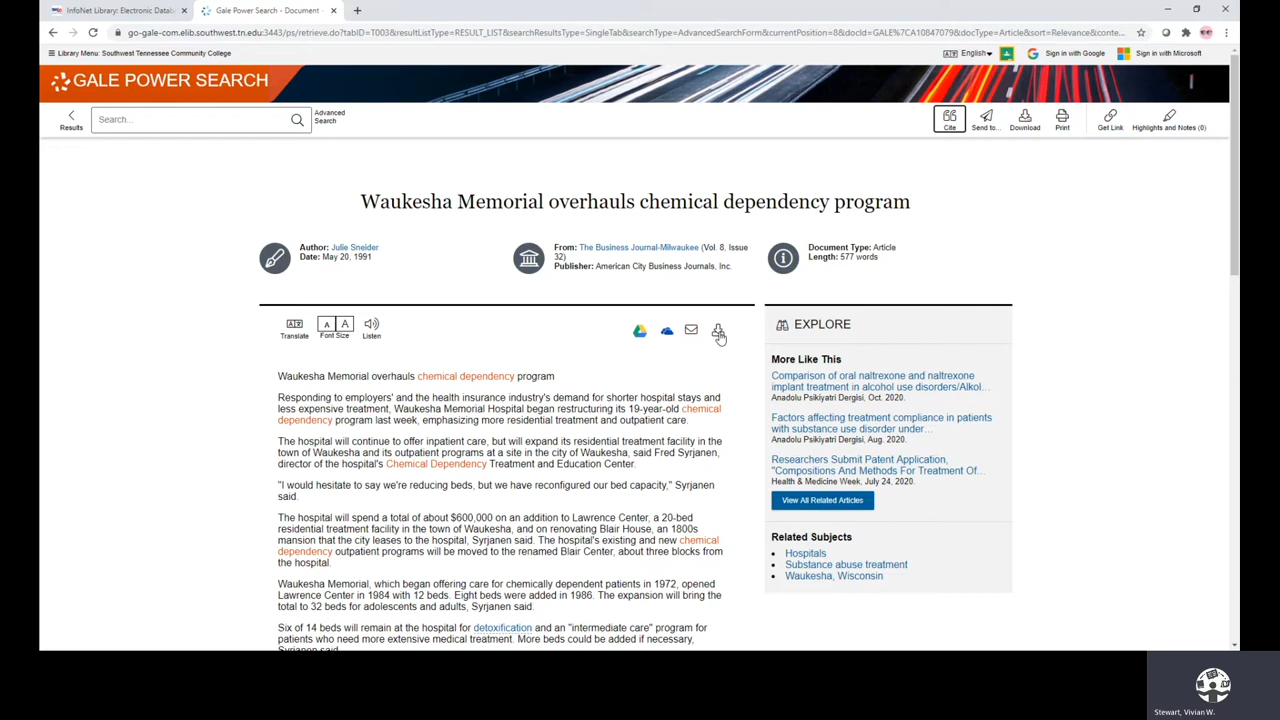 InfoNet Library: Electronic Datab
Gale Power Search - Document -
go-gale-com.elib.southwest.tn.edu:3443/ps/retrieve.do?tabID=T003&resultListType=RESULT_LIST&searchResultsType=SingleTab&searchType=AdvancedSearchForm&currentPosition=8&docId=GALE%7CA10847079&docType=Article&sort=Relevance&conte...
Library Menu: Southwest Tennessee Community College
English
Sign in with Google
Sign in with Microsoft
GALE POWER SEARCH
Results
Search...
Advanced
Search
Cite
Send to...
Download
Print
Get Link
Highlights and Notes (0)
Waukesha Memorial overhauls chemical dependency program
Author: Julie Sneider
Date: May 20, 1991
From: The Business Journal-Milwaukee (Vol. 8, Issue
32)
Publisher: American City Business Journals, Inc.
Document Type: Article
Length: 577 words
Translate
A A
Font Size
Listen
Waukesha Memorial overhauls chemical dependency program
Responding to employers' and the health insurance industry's demand for shorter hospital stays and
less expensive treatment, Waukesha Memorial Hospital began restructuring its 19-year-old chemical
dependency program last week, emphasizing more residential treatment and outpatient care.
The hospital will continue to offer inpatient care, but will expand its residential treatment facility in the
town of Waukesha and its outpatient programs at a site in the city of Waukesha, said Fred Syrjanen,
director of the hospital's Chemical Dependency Treatment and Education Center.
"I would hesitate to say we're reducing beds, but we have reconfigured our bed capacity," Syrjanen
said.
The hospital will spend a total of about $600,000 on an addition to Lawrence Center, a 20-bed
residential treatment facility in the town of Waukesha, and on renovating Blair House, an 1800s
mansion that the city leases to the hospital, Syrjanen said. The hospital's existing and new chemical
dependency outpatient programs will be moved to the renamed Blair Center, about three blocks from
the hospital.
Waukesha Memorial, which began offering care for chemically dependent patients in 1972, opened
Lawrence Center in 1984 with 12 beds. Eight beds were added in 1986. The expansion will bring the
total to 32 beds for adolescents and adults, Syrjanen said.
Six of 14 beds will remain at the hospital for detoxification and an "intermediate care" program for
patients who need more extensive medical treatment. More beds could be added if necessary,
Syrjanen said.
EXPLORE
More Like This
Comparison of oral naltrexone and naltrexone
implant treatment in alcohol use disorders/Alkol...
Anadolu Psikiyatri Dergisi, Oct. 2020.
Factors affecting treatment compliance in patients
with substance use disorder under...
Anadolu Psikiyatri Dergisi, Aug. 2020.
Researchers Submit Patent Application,
"Compositions And Methods For Treatment Of...
Health & Medicine Week, July 24, 2020.
View All Related Articles
Related Subjects
Hospitals
Substance abuse treatment
Waukesha, Wisconsin
Stewart, Vivian W.